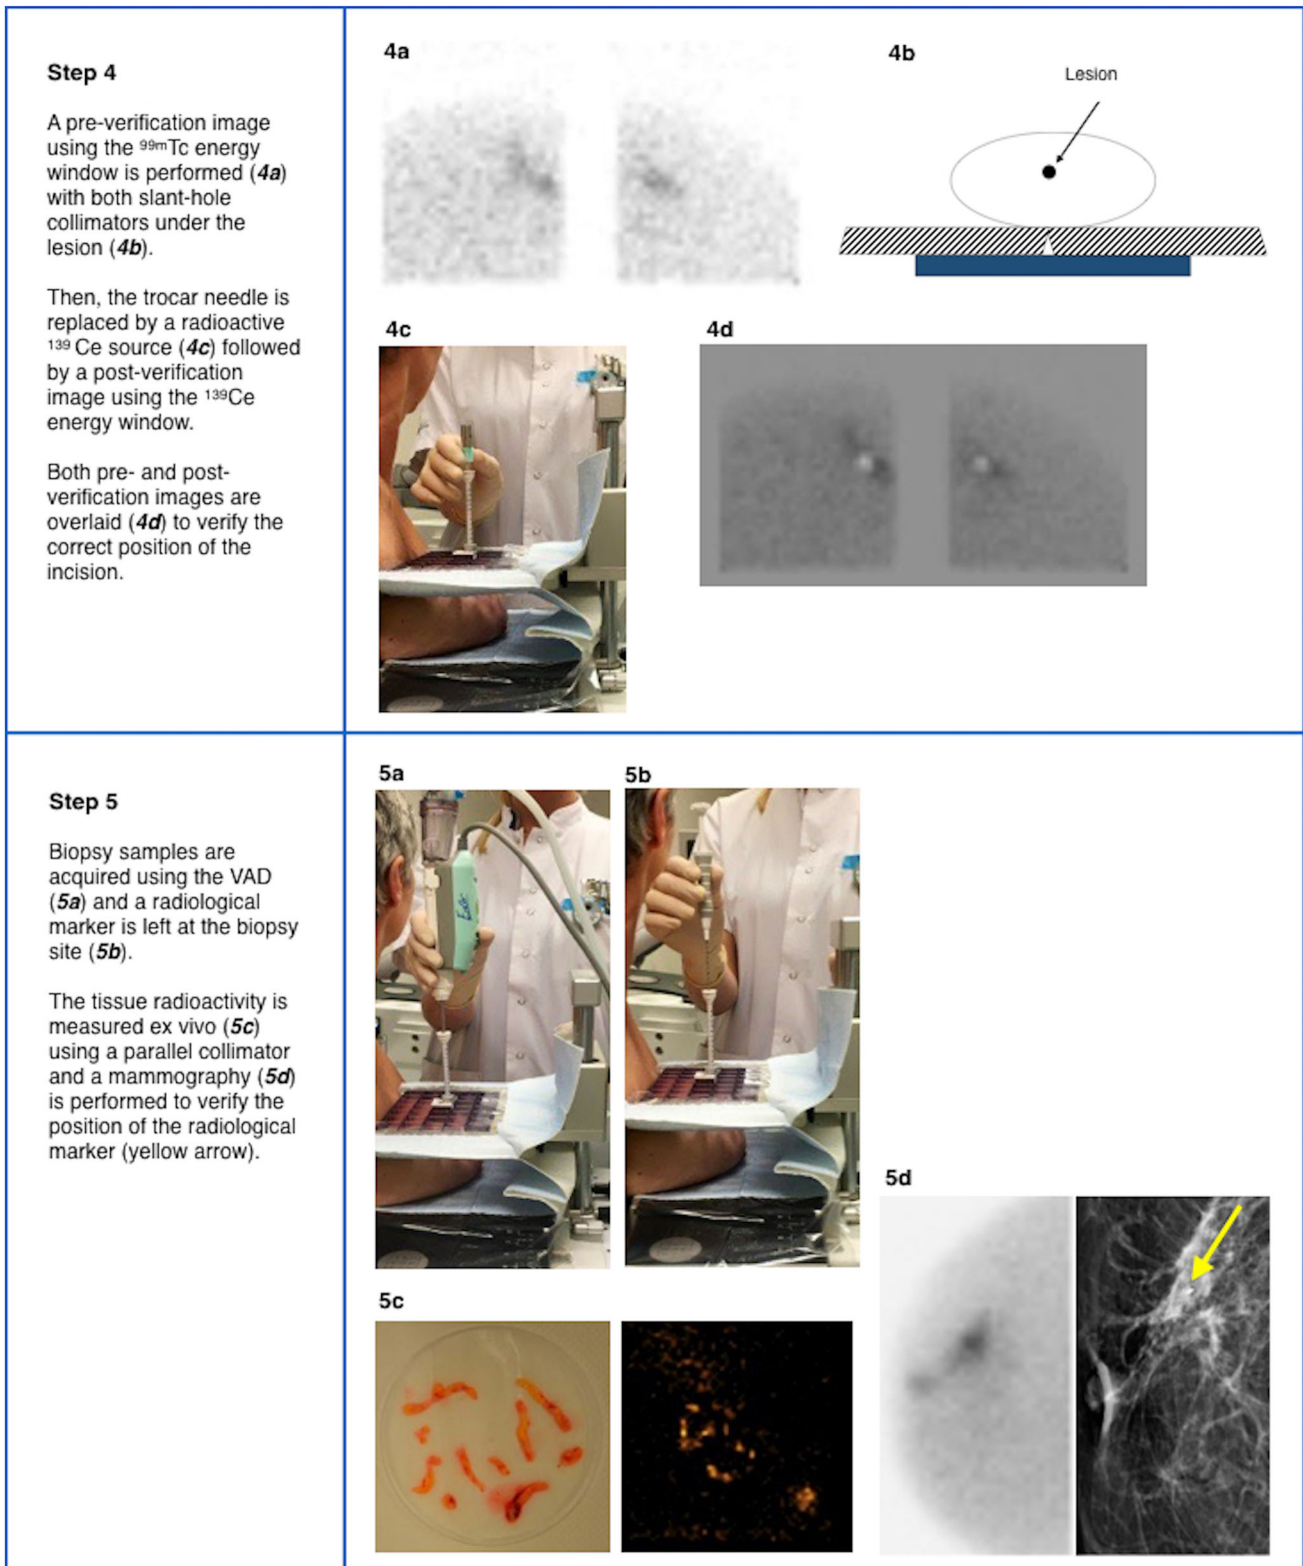 Step 4
A pre-verification image
using the ⁹⁹ᵐTc energy
window is performed (4a)
with both slant-hole
collimators under the
lesion (4b).
Then, the trocar needle is
replaced by a radioactive
¹³⁹ Ce source (4c) followed
by a post-verification
image using the ¹³⁹Ce
energy window.
Both pre- and post-
verification images are
overlaid (4d) to verify the
correct position of the
incision.
4a
4b
Lesion
4c
4d
Step 5
Biopsy samples are
acquired using the VAD
(5a) and a radiological
marker is left at the biopsy
site (5b).
The tissue radioactivity is
measured ex vivo (5c)
using a parallel collimator
and a mammography (5d)
is performed to verify the
position of the radiological
marker (yellow arrow).
5a
5b
5c
5d